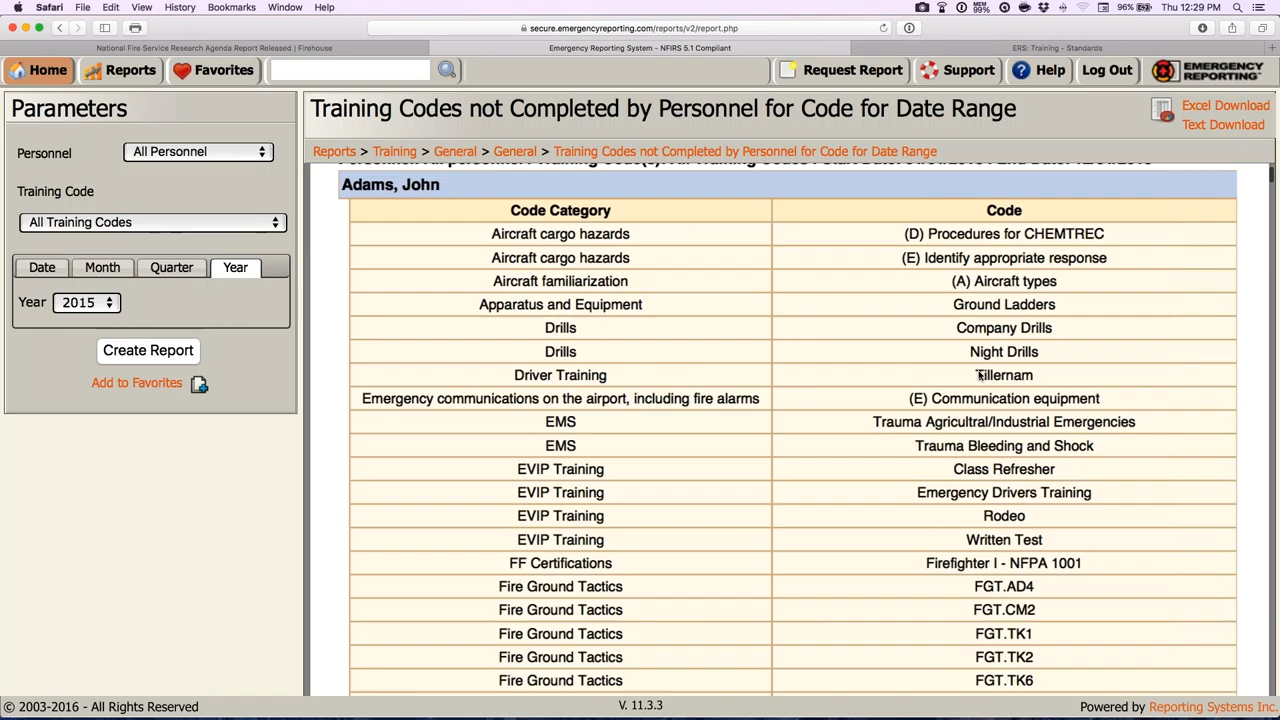 Safari File Edit View History Bookmarks Window Help MEM 99% 96% Thu 12:29 PM
secure.emergencyreporting.com/reports/v2/report.php
National Fire Service Research Agenda Report Released | Firehouse Emergency Reporting System - NFIRS 5.1 Compliant ERS: Training - Standards
Home Reports Favorites Request Report Support Help Log Out EMERGENCY REPORTING
Parameters
Personnel All Personnel
Training Code
All Training Codes
Date Month Quarter Year
Year 2015
Create Report
Add to Favorites
Training Codes not Completed by Personnel for Code for Date Range
Excel Download
Text Download
Reports > Training > General > General > Training Codes not Completed by Personnel for Code for Date Range
Adams, John
Code Category Code
Aircraft cargo hazards (D) Procedures for CHEMTREC
Aircraft cargo hazards (E) Identify appropriate response
Aircraft familiarization (A) Aircraft types
Apparatus and Equipment Ground Ladders
Drills Company Drills
Drills Night Drills
Driver Training Tillernam
Emergency communications on the airport, including fire alarms (E) Communication equipment
EMS Trauma Agricultral/Industrial Emergencies
EMS Trauma Bleeding and Shock
EVIP Training Class Refresher
EVIP Training Emergency Drivers Training
EVIP Training Rodeo
EVIP Training Written Test
FF Certifications Firefighter I - NFPA 1001
Fire Ground Tactics FGT.AD4
Fire Ground Tactics FGT.CM2
Fire Ground Tactics FGT.TK1
Fire Ground Tactics FGT.TK2
Fire Ground Tactics FGT.TK6
© 2003-2016 - All Rights Reserved V. 11.3.3 Powered by Reporting Systems Inc.